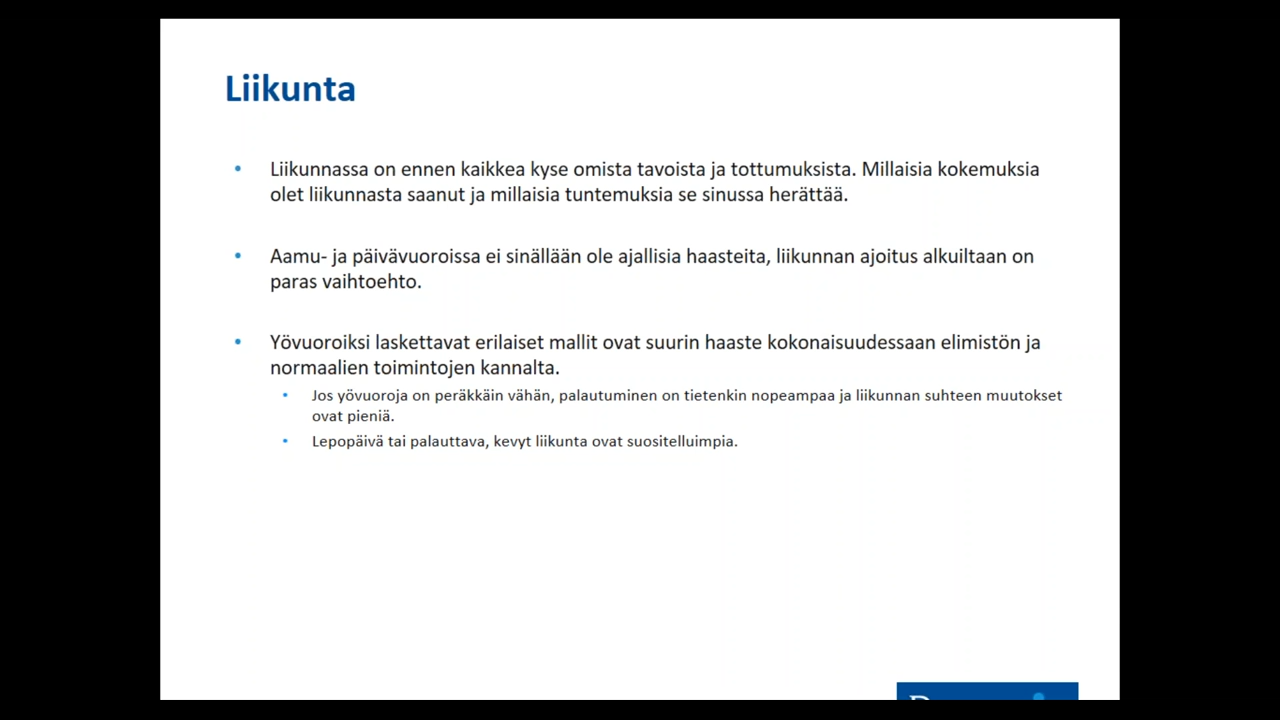 Liikunta
• Liikunnassa on ennen kaikkea kyse omista tavoista ja tottumuksista. Millaisia kokemuksia
olet liikunnasta saanut ja millaisia tuntemuksia se sinussa herättää.
• Aamu- ja päivävuoroissa ei sinällään ole ajallisia haasteita, liikunnan ajoitus alkuiltaan on
paras vaihtoehto.
• Yövuoroiksi laskettavat erilaiset mallit ovat suurin haaste kokonaisuudessaan elimistön ja
normaalien toimintojen kannalta.
• Jos yövuoroja on peräkkäin vähän, palautuminen on tietenkin nopeampaa ja liikunnan suhteen muutokset
ovat pieniä.
• Lepopäivä tai palauttava, kevyt liikunta ovat suositelluimpia.